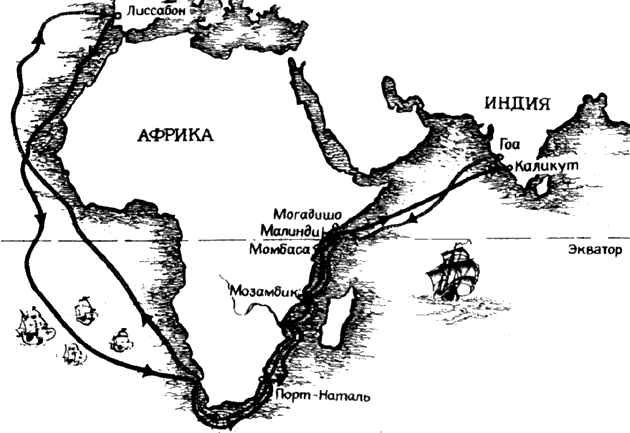 Лиссабон
АФРИКА
ИНДИЯ
Гоа
Каликут
Могадишо
Малинди
Момбаса
Экватор
Мозамбик
Порт-Наталь